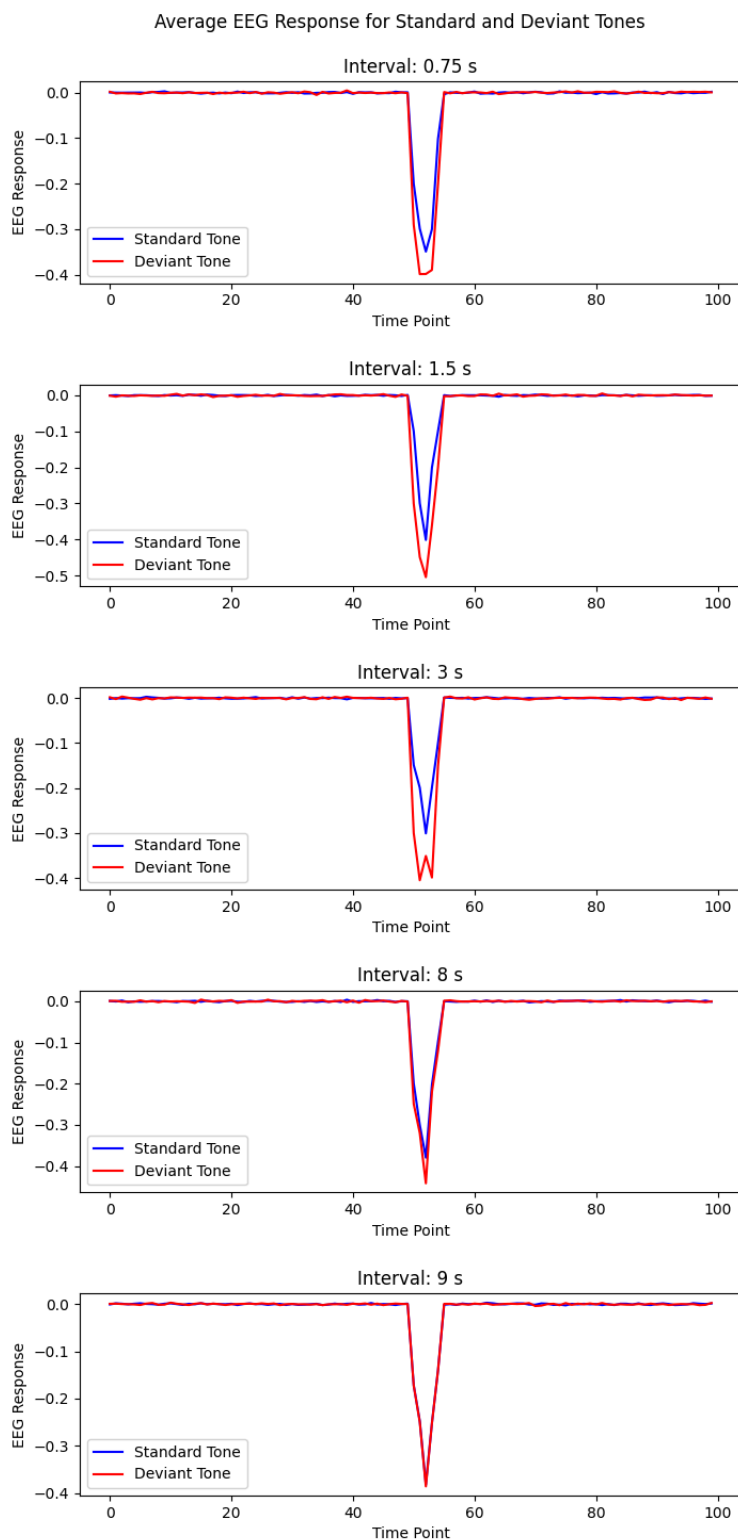 Average EEG Response for Standard and Deviant Tones
Interval: 0.75 s
0.0
−0.1
−0.2
−0.3
−0.4
EEG Response
Standard Tone
Deviant Tone
0 20 40 60 80 100
Time Point
Interval: 1.5 s
0.0
−0.1
−0.2
−0.3
−0.4
−0.5
EEG Response
Standard Tone
Deviant Tone
0 20 40 60 80 100
Time Point
Interval: 3 s
0.0
−0.1
−0.2
−0.3
−0.4
EEG Response
Standard Tone
Deviant Tone
0 20 40 60 80 100
Time Point
Interval: 8 s
0.0
−0.1
−0.2
−0.3
−0.4
EEG Response
Standard Tone
Deviant Tone
0 20 40 60 80 100
Time Point
Interval: 9 s
0.0
−0.1
−0.2
−0.3
−0.4
EEG Response
Standard Tone
Deviant Tone
0 20 40 60 80 100
Time Point